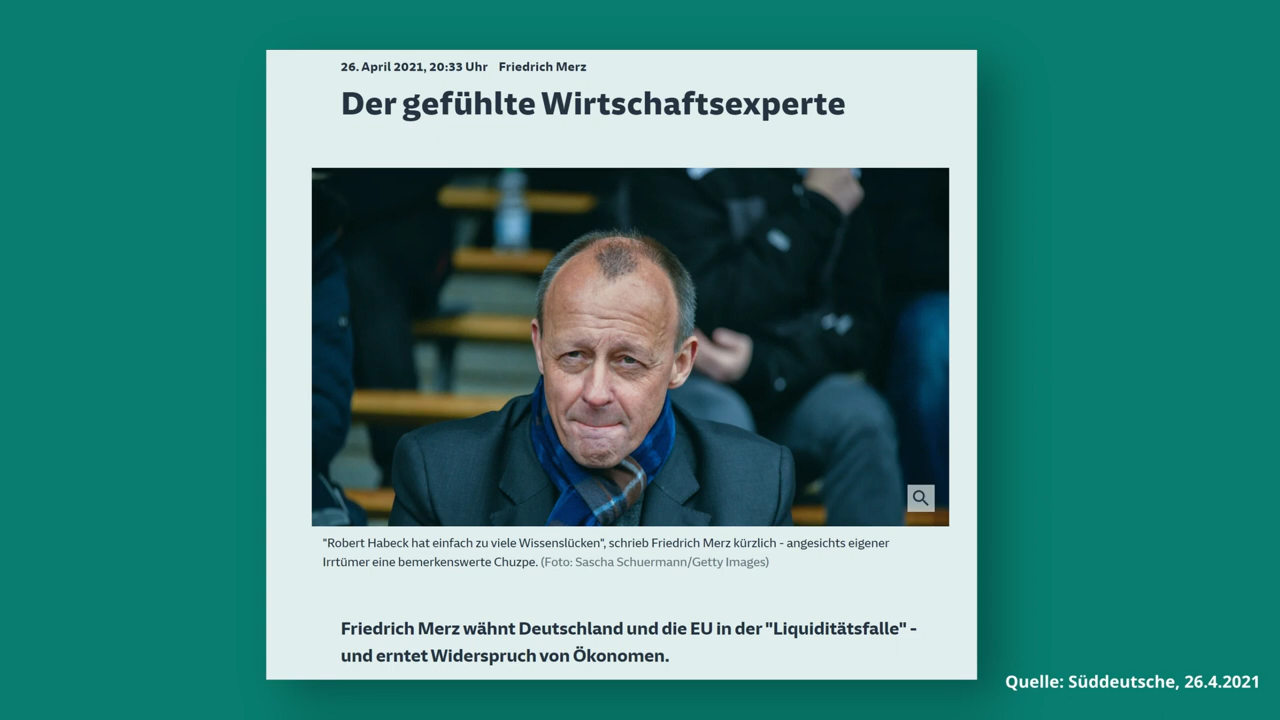 26. April 2021, 20:33 Uhr Friedrich Merz
Der gefühlte Wirtschaftsexperte
"Robert Habeck hat einfach zu viele Wissenslücken", schrieb Friedrich Merz kürzlich - angesichts eigener
Irrtümer eine bemerkenswerte Chuzpe. (Foto: Sascha Schuermann/Getty Images)
Friedrich Merz wähnt Deutschland und die EU in der "Liquiditätsfalle" -
und erntet Widerspruch von Ökonomen.
Quelle: Süddeutsche, 26.4.2021